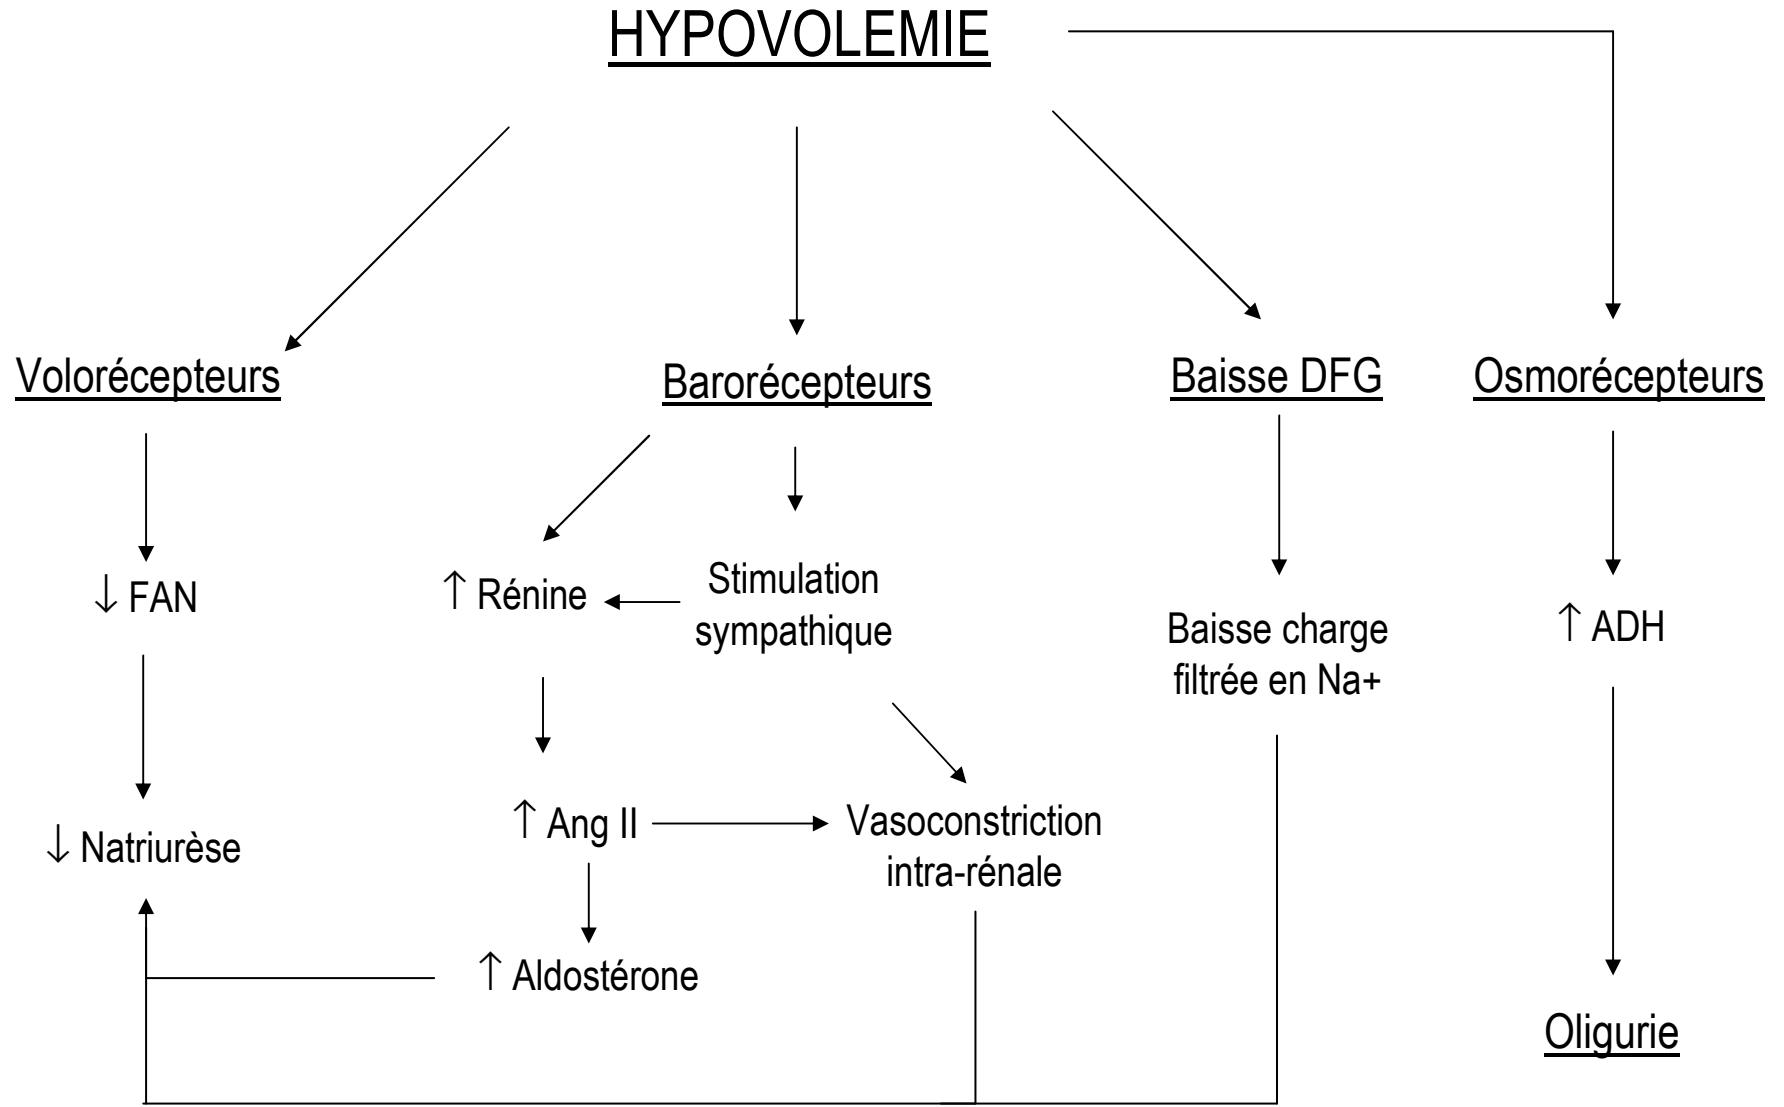 HYPOVOLEMIE
Volorécepteurs
Barorécepteurs
Baisse DFG
Osmorécepteurs
↓ FAN
↑ Rénine
Stimulation
sympathique
Baisse charge
filtrée en Na+
↑ ADH
↓ Natriurèse
↑ Ang II
Vasoconstriction
intra-rénale
↑ Aldostérone
Oligurie